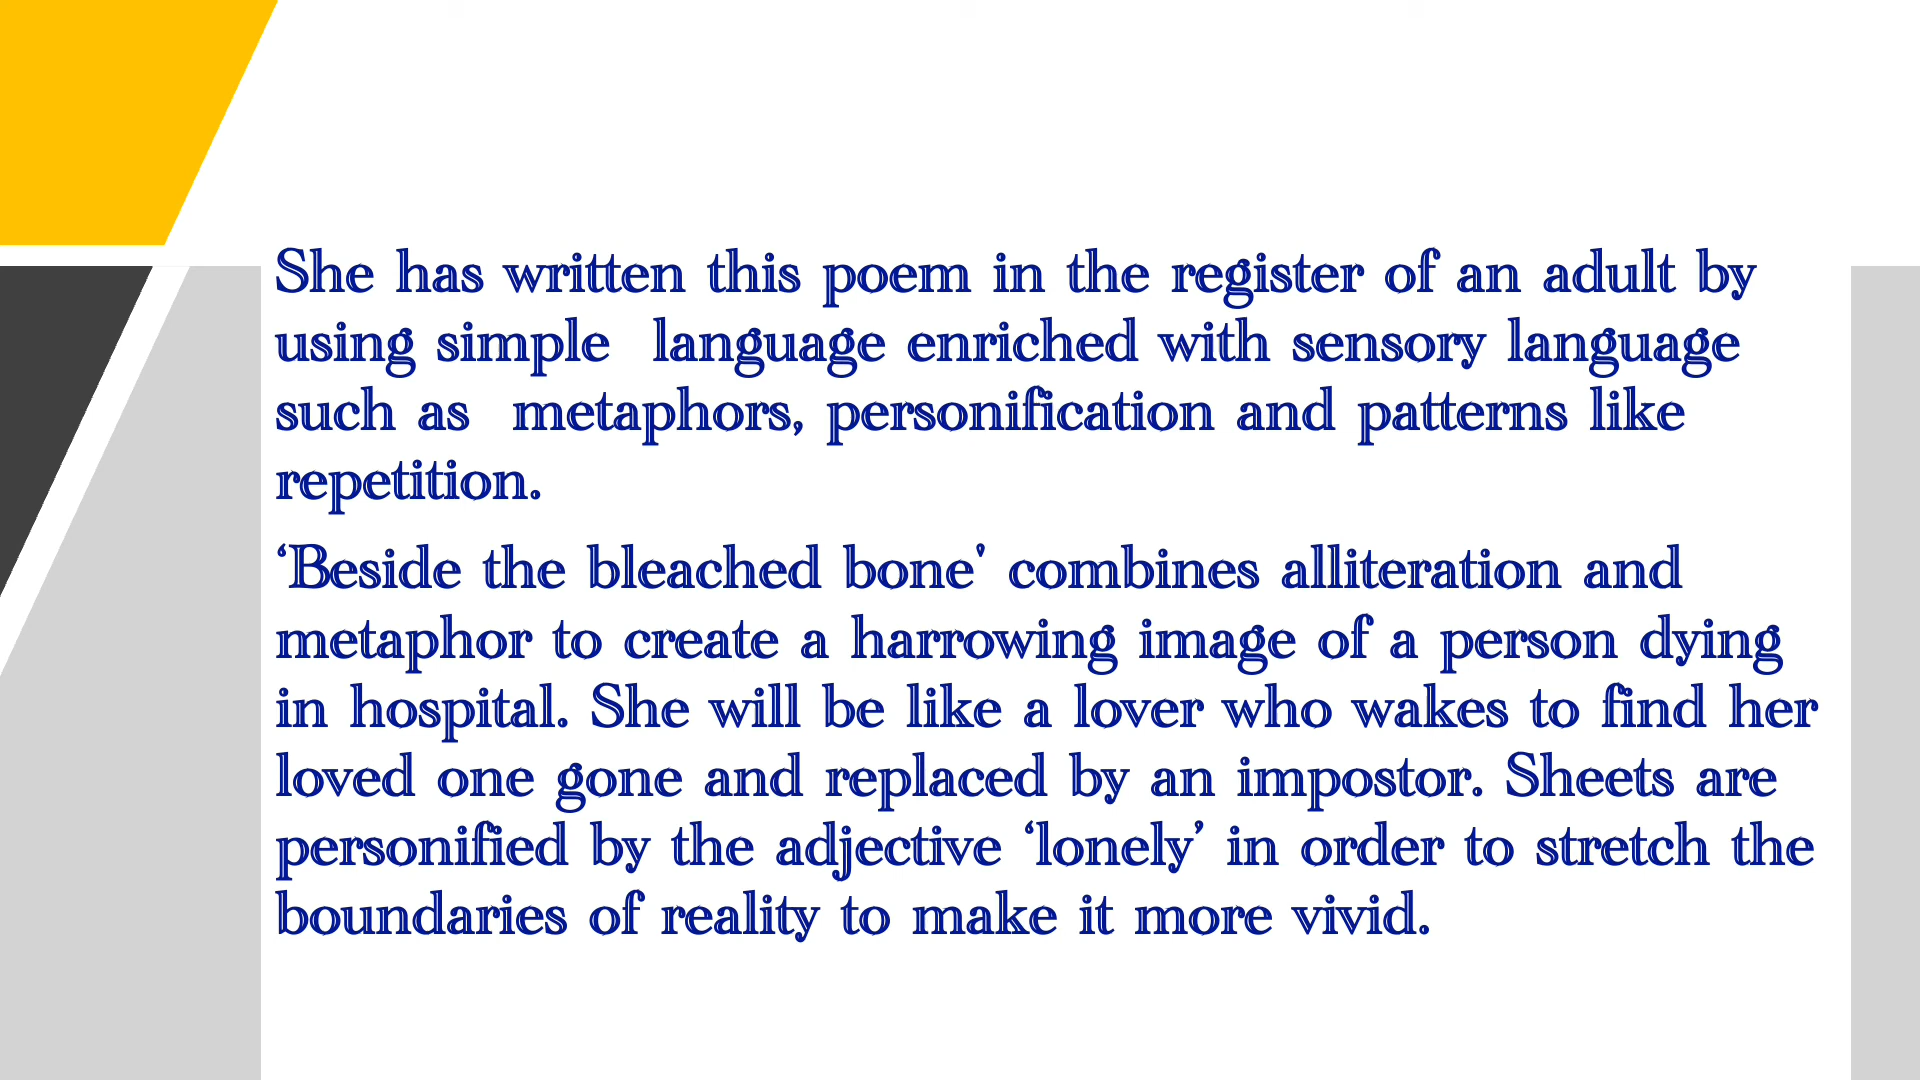 She has written this poem in the register of an adult by
using simple language enriched with sensory language
such as metaphors, personification and patterns like
repetition.
‘Beside the bleached bone' combines alliteration and
metaphor to create a harrowing image of a person dying
in hospital. She will be like a lover who wakes to find her
loved one gone and replaced by an impostor. Sheets are
personified by the adjective ‘lonely’ in order to stretch the
boundaries of reality to make it more vivid.